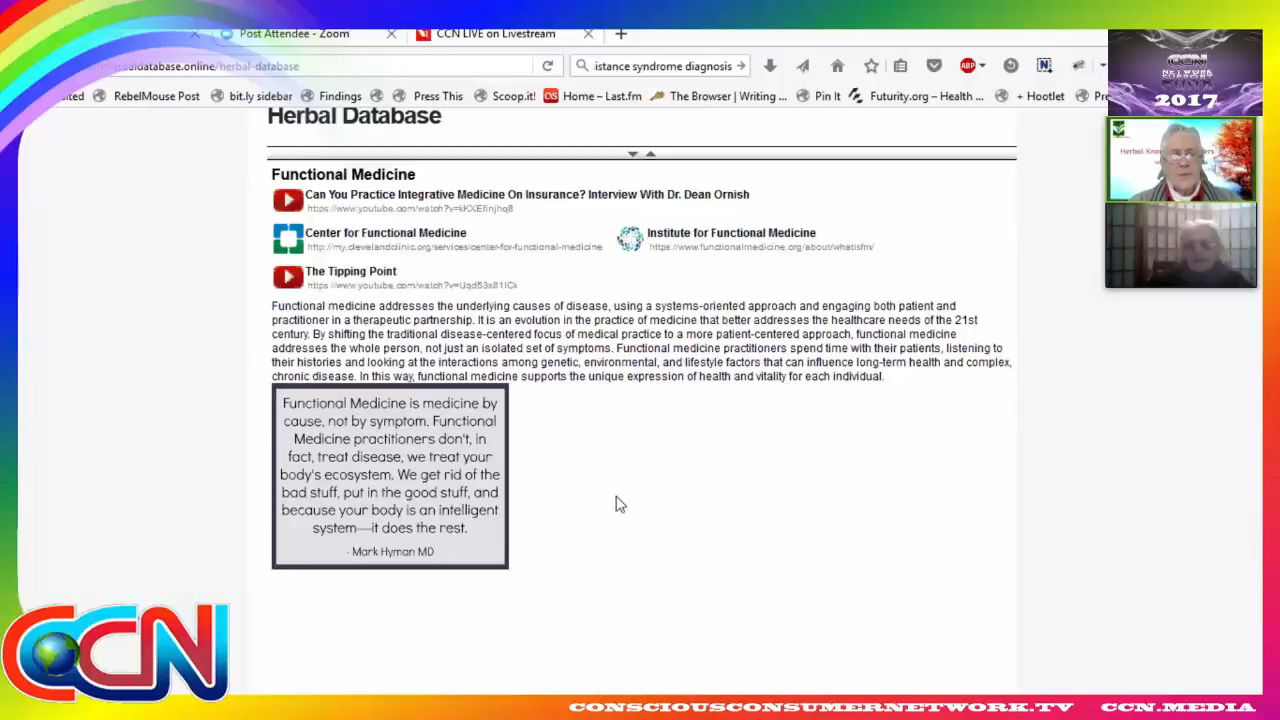 Post Attendee - Zoom
CCN LIVE on Livestream
baldatabase.online/herbal-database
istance syndrome diagnosis
ABP
RebelMouse Post
bit.ly sidebar
Findings
Press This
Scoop.it!
Home – Last.fm
The Browser | Writing ...
Pin It
Futurity.org – Health ...
+ Hootlet
CCN
NETWORK
2017
Herbal Database
Functional Medicine
Can You Practice Integrative Medicine On Insurance? Interview With Dr. Dean Ornish
Center for Functional Medicine
http://my.clevelandclinic.org/services/center-for-functional-medicine
Institute for Functional Medicine
https://www.functionalmedicine.org/about/whatisfm/
The Tipping Point
Functional medicine addresses the underlying causes of disease, using a systems-oriented approach and engaging both patient and
practitioner in a therapeutic partnership. It is an evolution in the practice of medicine that better addresses the healthcare needs of the 21st
century. By shifting the traditional disease-centered focus of medical practice to a more patient-centered approach, functional medicine
addresses the whole person, not just an isolated set of symptoms. Functional medicine practitioners spend time with their patients, listening to
their histories and looking at the interactions among genetic, environmental, and lifestyle factors that can influence long-term health and complex,
chronic disease. In this way, functional medicine supports the unique expression of health and vitality for each individual.
Functional Medicine is medicine by
cause, not by symptom. Functional
Medicine practitioners don't, in
fact, treat disease, we treat your
body's ecosystem. We get rid of the
bad stuff, put in the good stuff, and
because your body is an intelligent
system—it does the rest.
- Mark Hyman MD
CCN
CONSCIOUSCONSUMERNETWORK.TV CCN.MEDIA